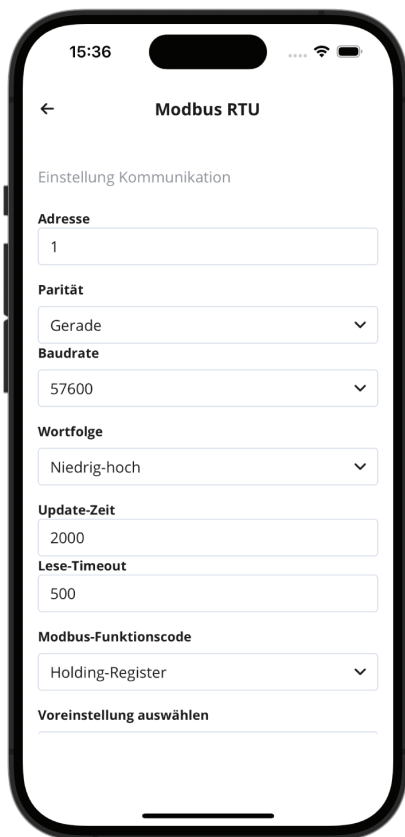 15:36
Modbus RTU
Einstellung Kommunikation
Adresse
1
Parität
Gerade
Baudrate
57600
Wortfolge
Niedrig-hoch
Update-Zeit
2000
Lese-Timeout
500
Modbus-Funktionscode
Holding-Register
Voreinstellung auswählen